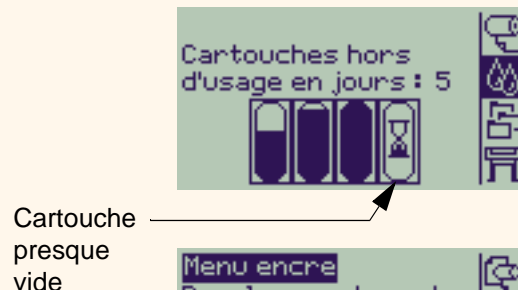 Cartouches hors
d'usage en jours : 5
Cartouche
presque
vide
Menu encre